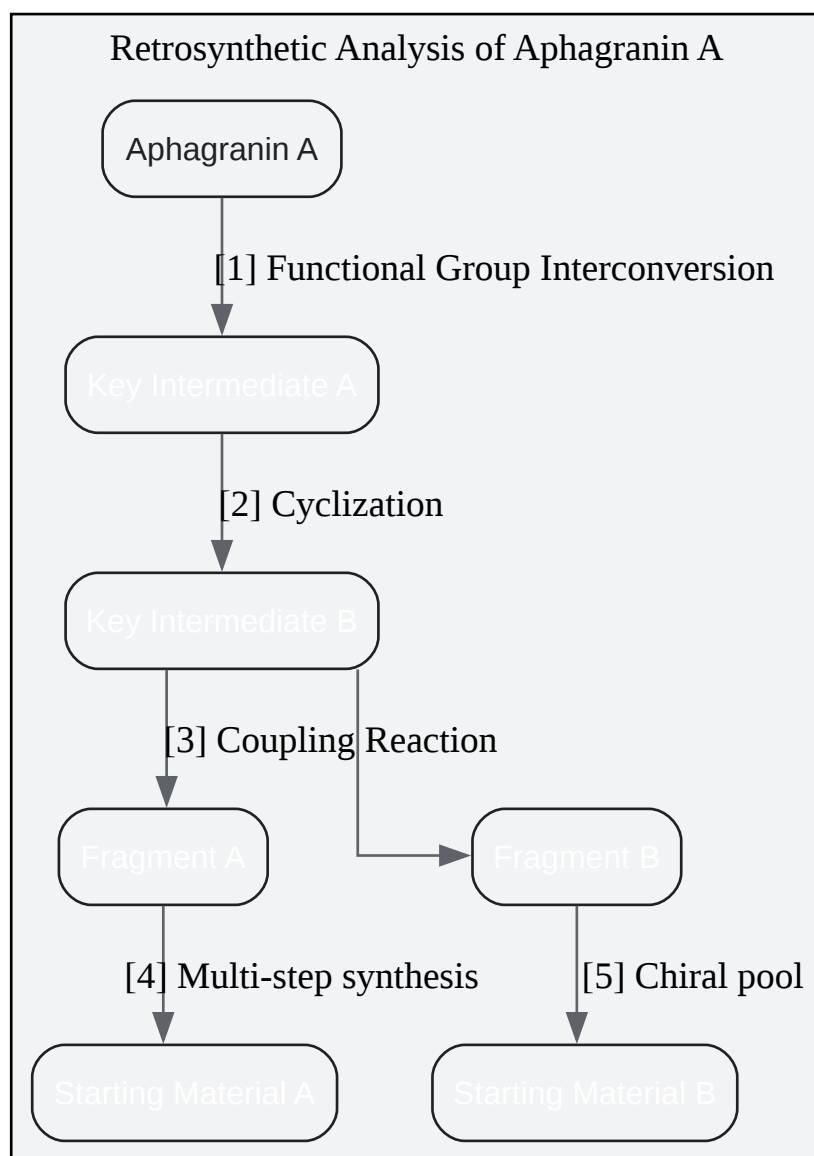 Retrosynthetic Analysis of Aphagranin A
Aphagranin A
[1] Functional Group Interconversion
Key Intermediate A
[2] Cyclization
Key Intermediate B
[3] Coupling Reaction
Fragment A
Fragment B
[4] Multi-step synthesis
[5] Chiral pool
Starting Material A
Starting Material B